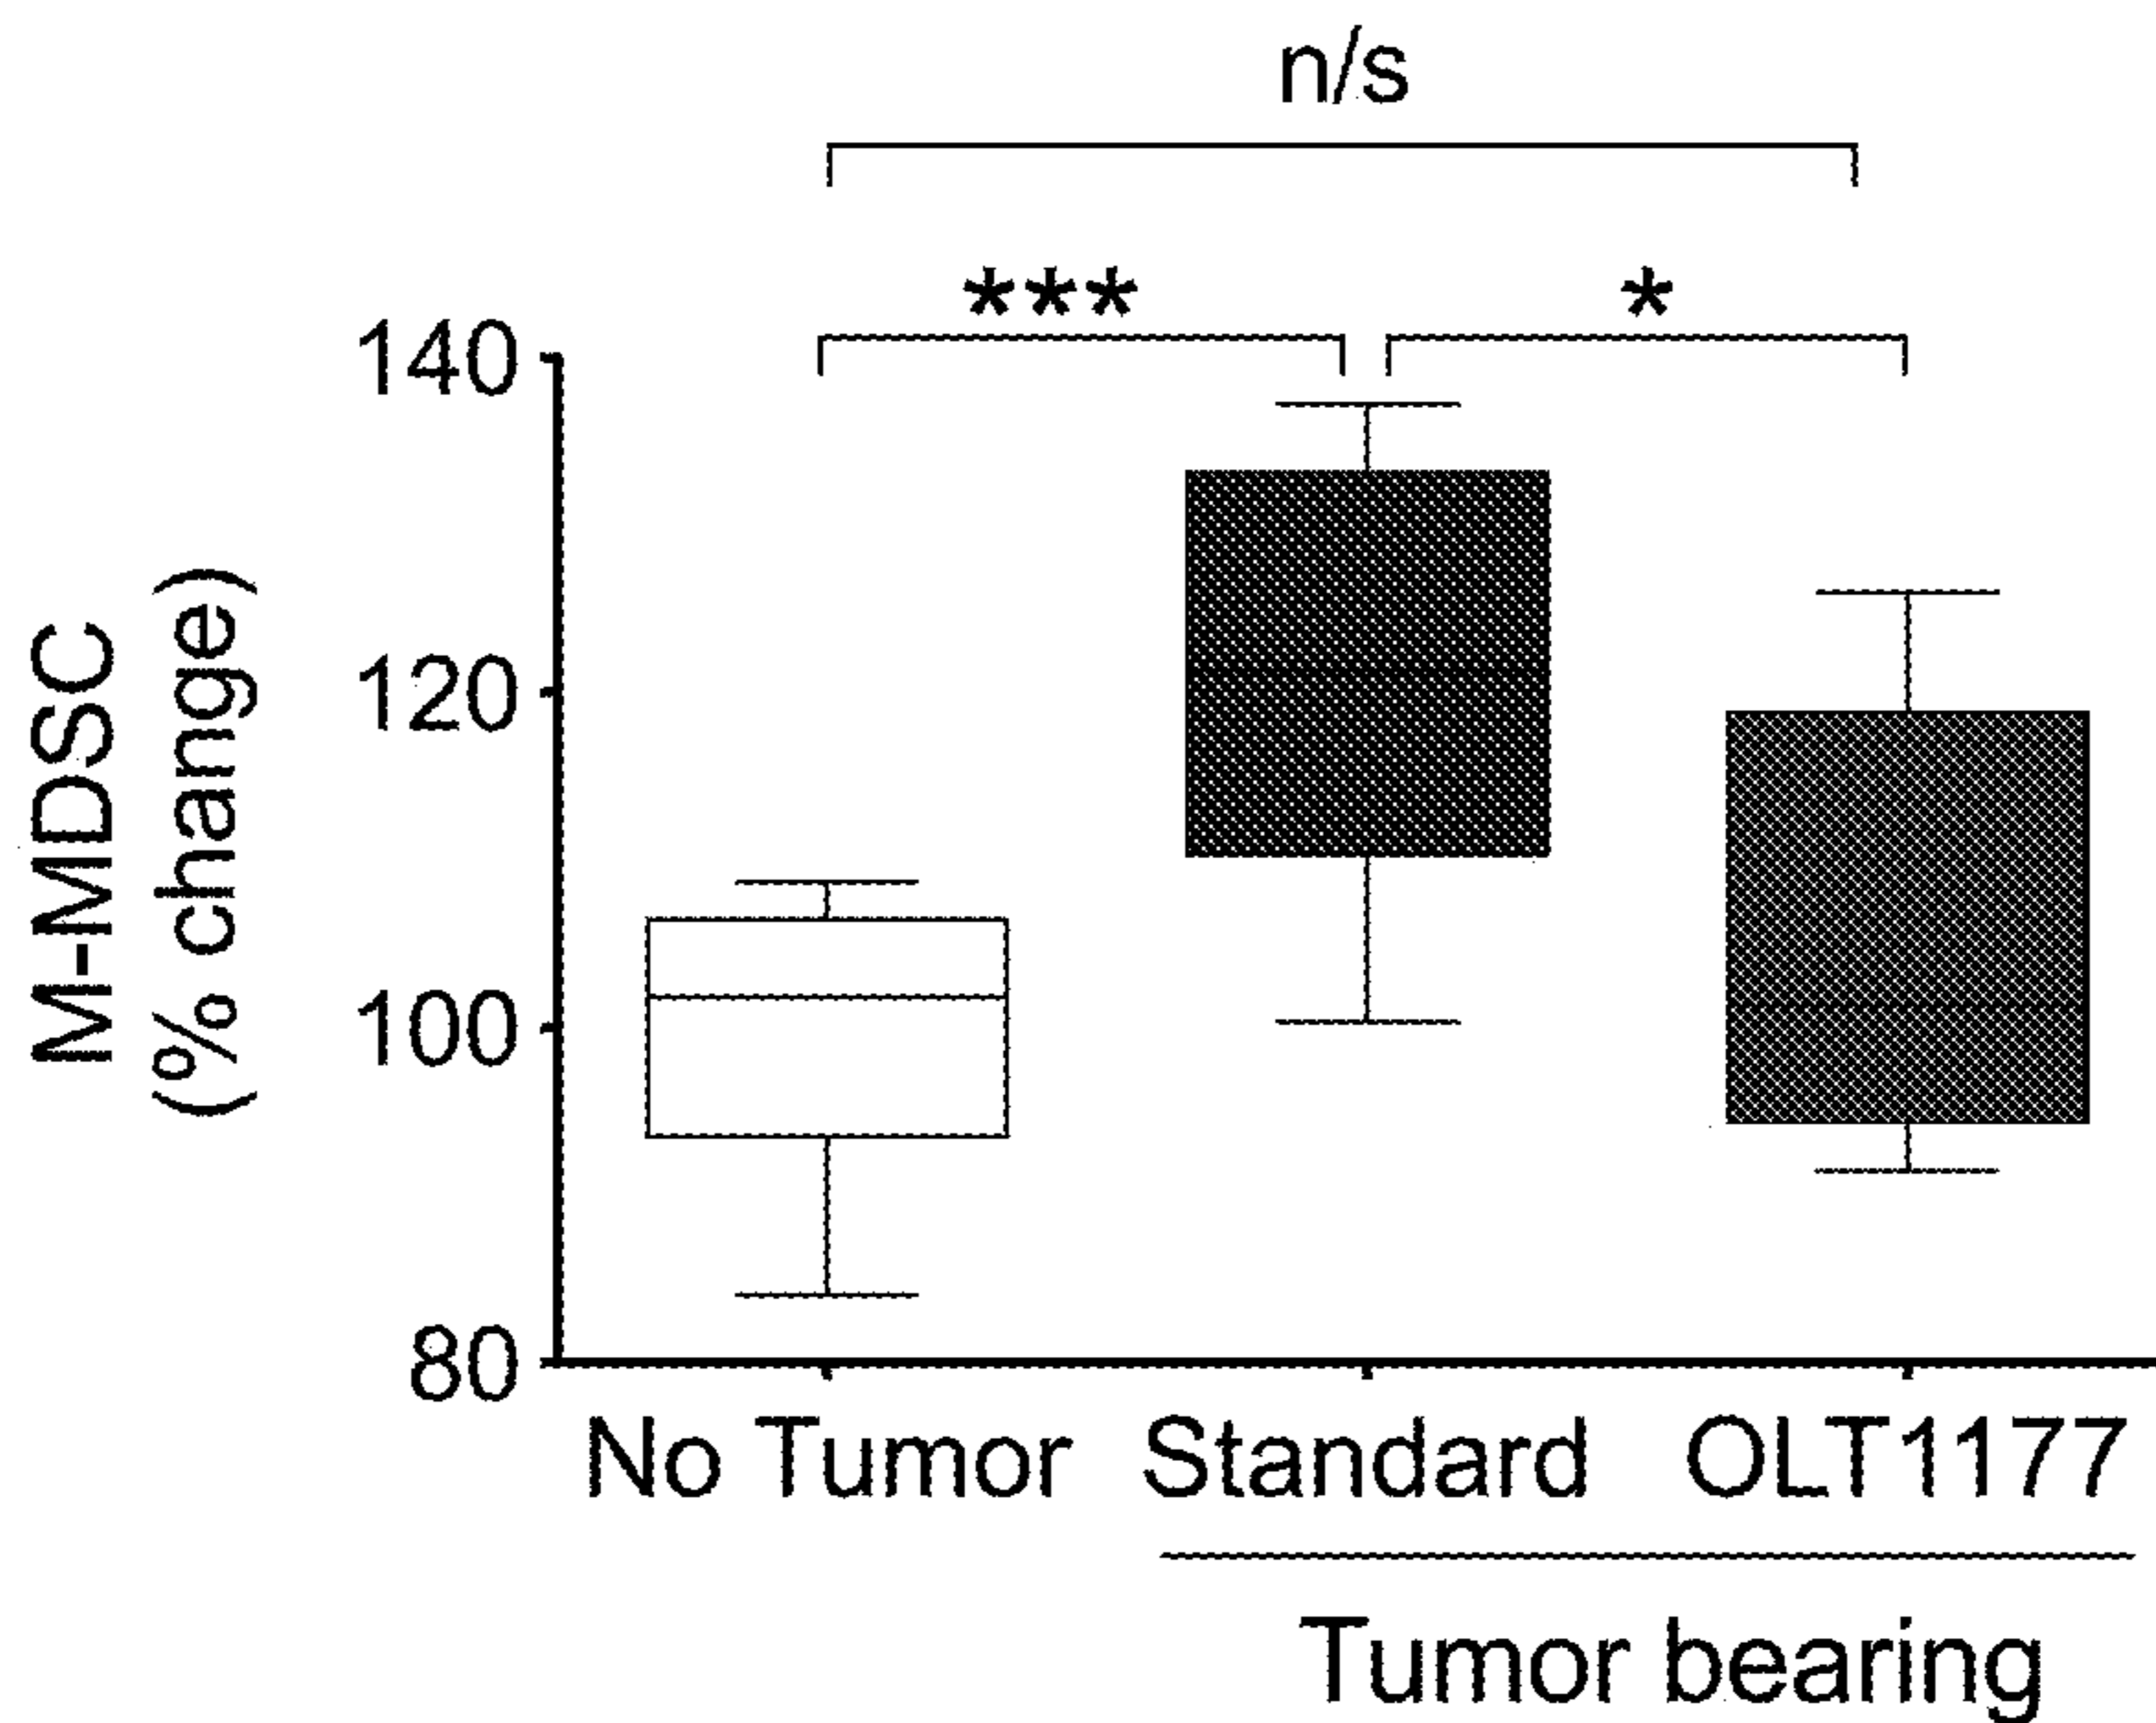 n/s
*** *
M-MDSC
(% change)
140
120
100
80
No Tumor Standard OLT1177
Tumor bearing